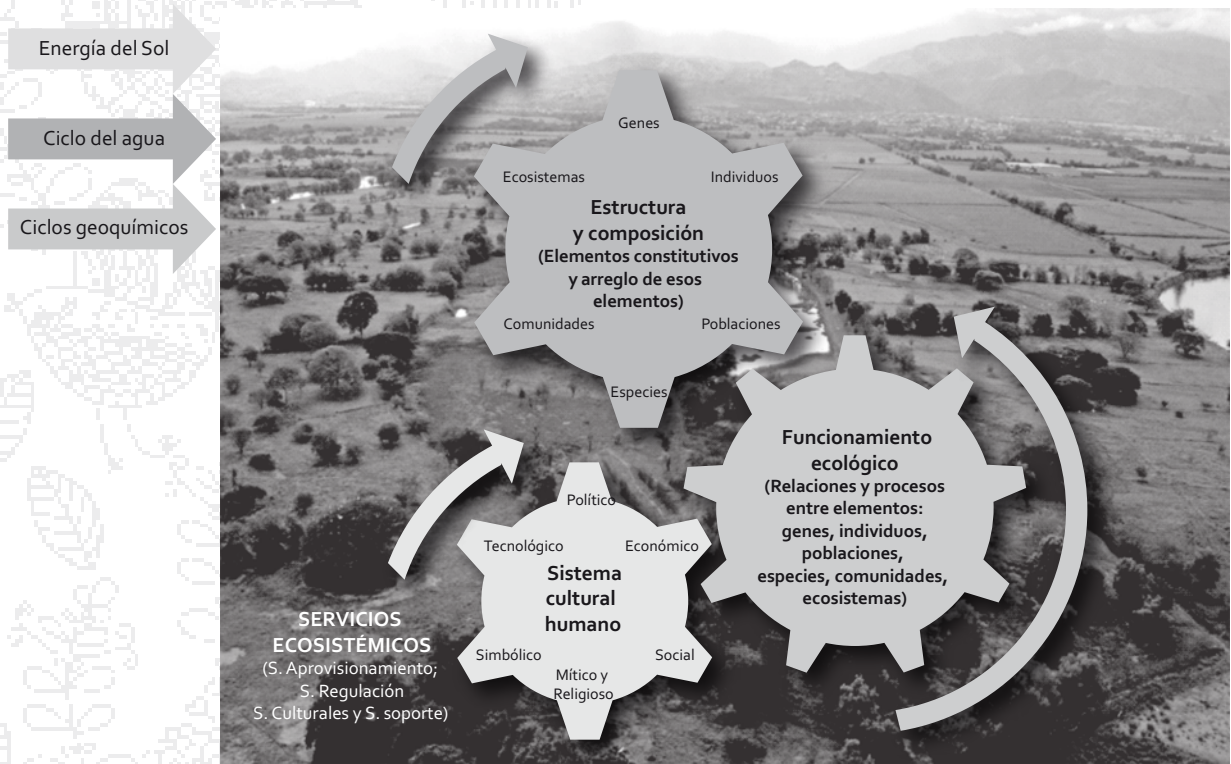 Energía del Sol
Ciclo del agua
Ciclos geoquímicos
Genes
Ecosistemas
Individuos
Estructura
y composición
(Elementos constitutivos
y arreglo de esos
elementos)
Comunidades
Poblaciones
Especies
Funcionamiento
ecológico
(Relaciones y procesos
entre elementos:
genes, individuos,
poblaciones,
especies, comunidades,
ecosistemas)
Político
Tecnológico
Económico
Sistema
cultural
humano
Simbólico
Social
Mítico y
Religioso
SERVICIOS
ECOSISTÉMICOS
(S. Aprovisionamiento;
S. Regulación
S. Culturales y S. soporte)